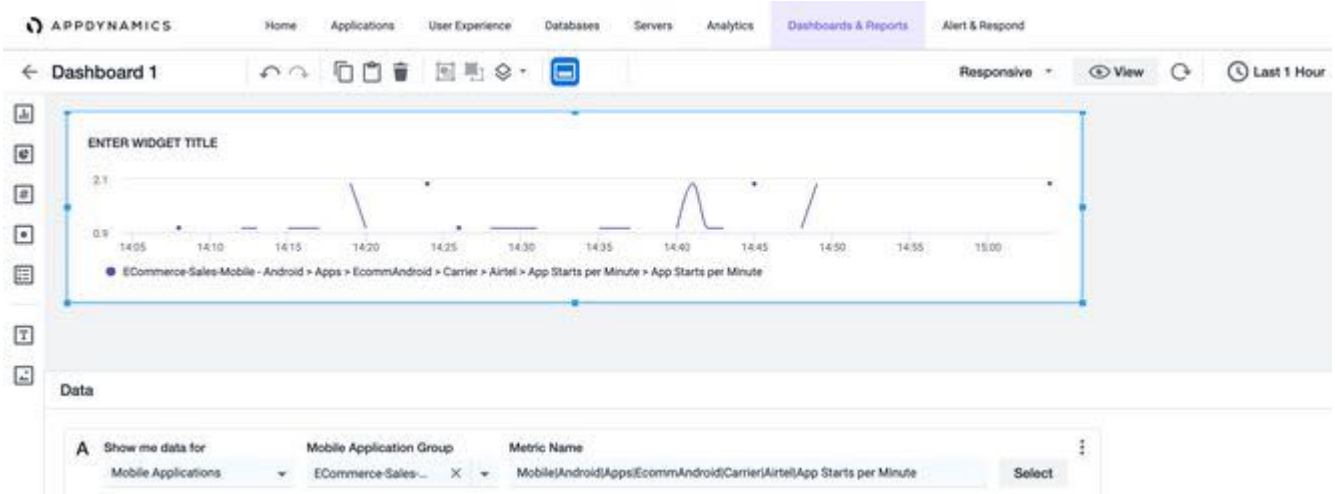 APPDYNAMICS Home Applications User Experience Databases Servers Analytics Dashboards & Reports Alert & Respond
Dashboard 1 Responsive View Last 1 Hour
ENTER WIDGET TITLE
2.1
0.9
14:05 14:10 14:15 14:20 14:25 14:30 14:35 14:40 14:45 14:50 14:55 15:00
ECommerce-Sales-Mobile - Android > Apps > EcommAndroid > Carrier > Airtel > App Starts per Minute > App Starts per Minute
Data
A Show me data for Mobile Application Group Metric Name
Mobile Applications ECommerce-Sales-... Mobile|Android|Apps|EcommAndroid|Carrier|Airtel|App Starts per Minute Select